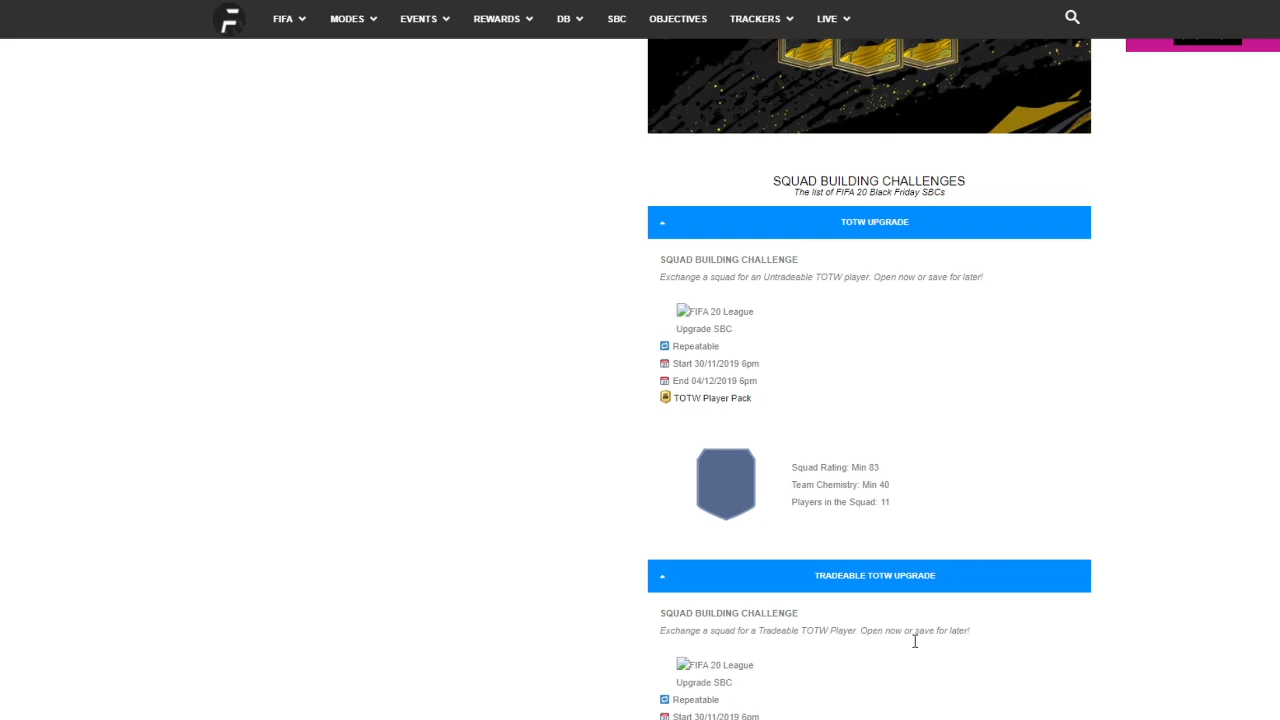 FIFA MODES EVENTS REWARDS DB SBC OBJECTIVES TRACKERS LIVE
SQUAD BUILDING CHALLENGES
The list of FIFA 20 Black Friday SBCs
TOTW UPGRADE
SQUAD BUILDING CHALLENGE
Exchange a squad for an Untradeable TOTW player. Open now or save for later!
FIFA 20 League
Upgrade SBC
Repeatable
Start 30/11/2019 6pm
End 04/12/2019 6pm
TOTW Player Pack
Squad Rating: Min 83
Team Chemistry: Min 40
Players in the Squad: 11
TRADEABLE TOTW UPGRADE
SQUAD BUILDING CHALLENGE
Exchange a squad for a Tradeable TOTW Player. Open now or save for later!
FIFA 20 League
Upgrade SBC
Repeatable
Start 30/11/2019 6pm